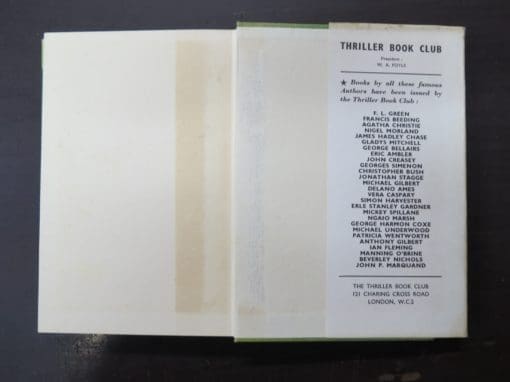 THRILLER BOOK CLUB
President :
W. A. FOYLE
★ Books by all these famous
Authors have been issued by
the Thriller Book Club :
F. L. GREEN
FRANCIS BEEDING
AGATHA CHRISTIE
NIGEL MORLAND
JAMES HADLEY CHASE
GLADYS MITCHELL
GEORGE BELLAIRS
ERIC AMBLER
JOHN CREASEY
GEORGES SIMENON
CHRISTOPHER BUSH
JONATHAN STAGGE
MICHAEL GILBERT
DELANO AMES
VERA CASPARY
SIMON HARVESTER
ERLE STANLEY GARDNER
MICKEY SPILLANE
NGAIO MARSH
GEORGE HARMON COXE
MICHAEL UNDERWOOD
PATRICIA WENTWORTH
ANTHONY GILBERT
IAN FLEMING
MANNING O'BRINE
BEVERLEY NICHOLS
JOHN P. MARQUAND
THE THRILLER BOOK CLUB
121 CHARING CROSS ROAD
LONDON, W.C.2